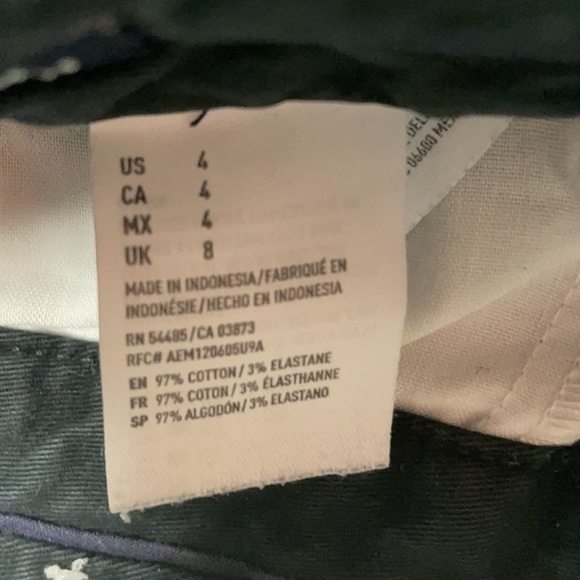 US 4
CA 4
MX 4
UK 8
MADE IN INDONESIA/FABRIQUÉ EN
INDONÉSIE/HECHO EN INDONESIA
RN 54485/CA 03873
RFC# AEM120605U9A
EN 97% COTTON/3% ELASTANE
FR 97% COTON/3% ÉLASTHANNE
SP 97% ALGODÓN/3% ELASTANO
06600